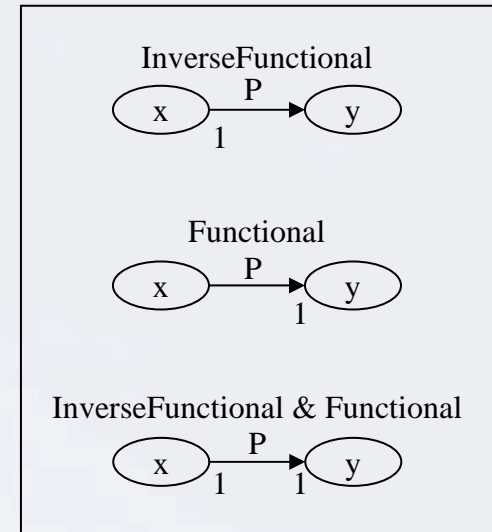 InverseFunctional
P
x y
1
Functional
P
x y
1
InverseFunctional & Functional
P
x y
1 1